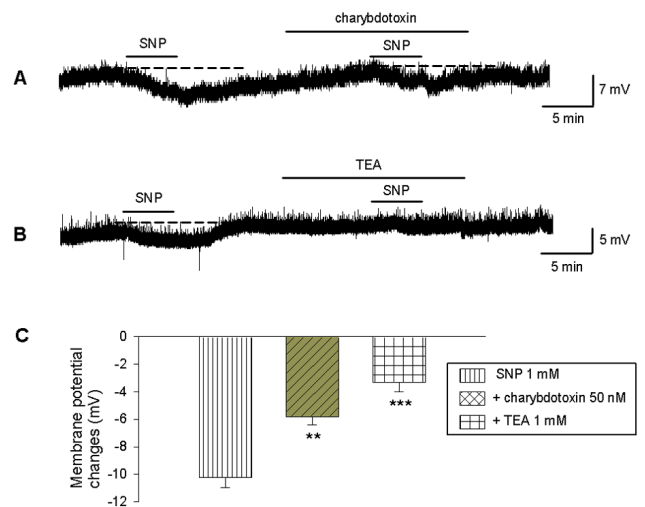 charybdotoxin
SNP
SNP
A
7 mV
5 min
TEA
SNP
SNP
B
5 mV
5 min
C
Membrane potential
changes (mV)
0
-2
-4
-6
-8
-10
-12
**
***
SNP 1 mM
+ charybdotoxin 50 nM
+ TEA 1 mM